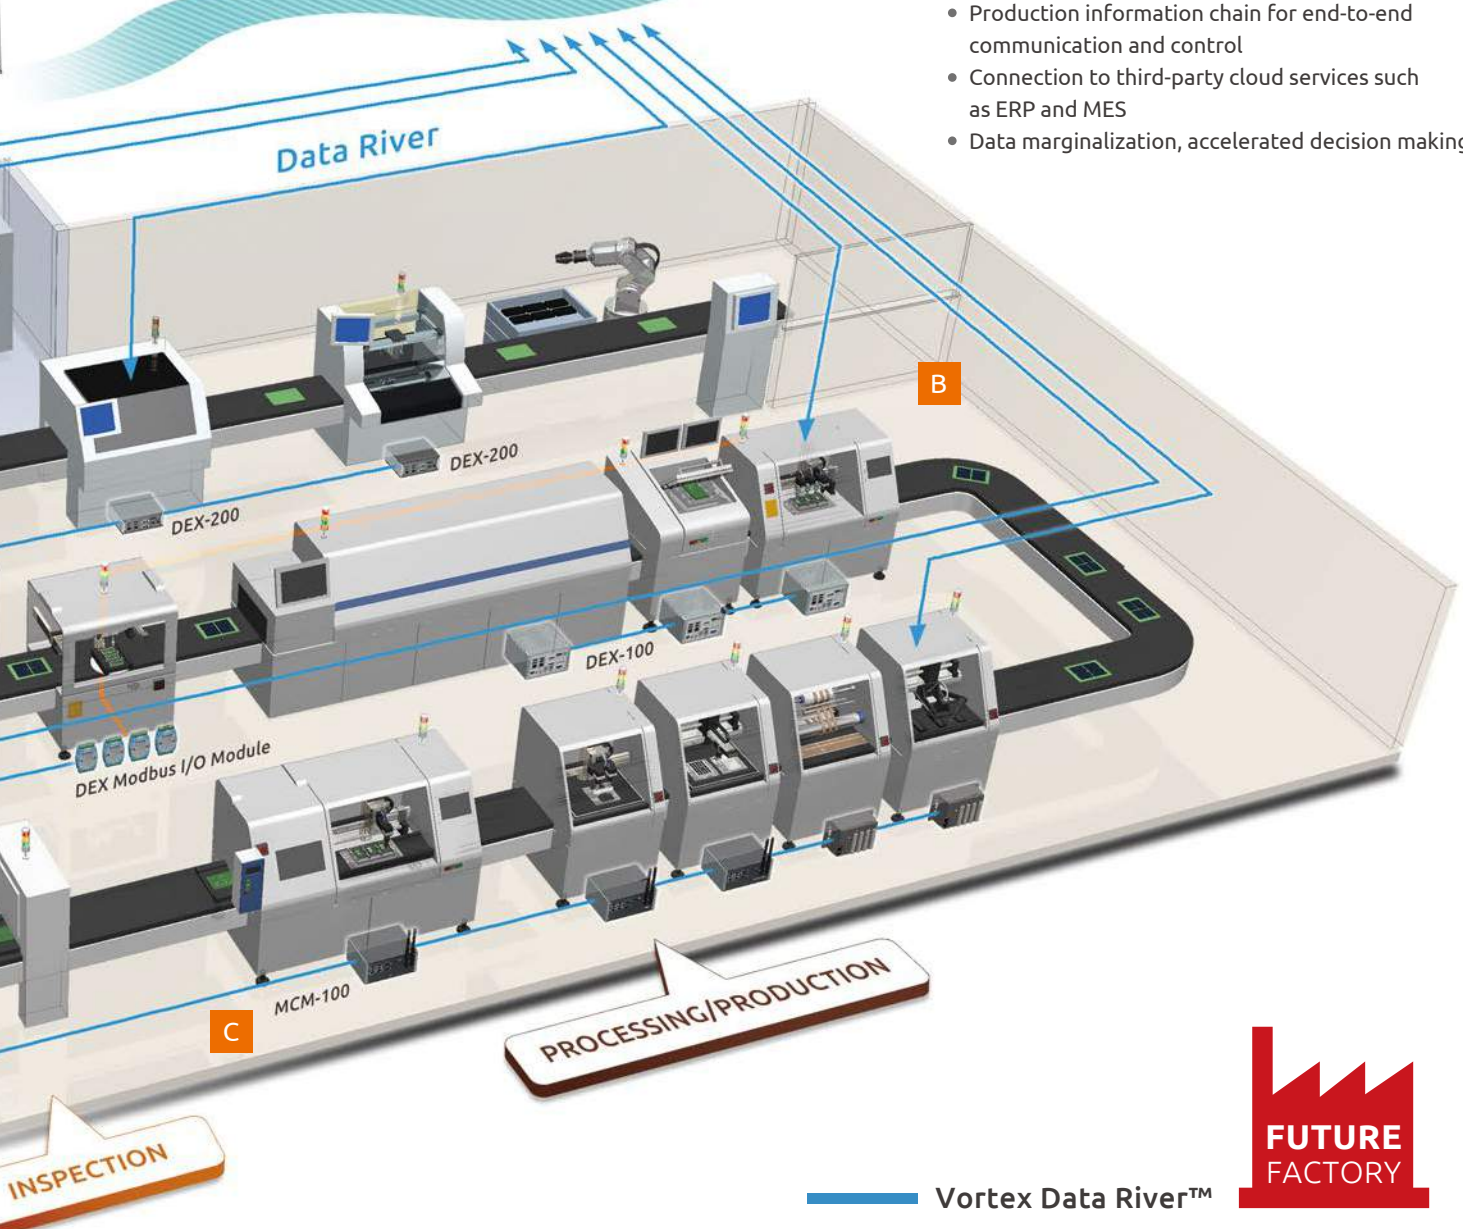 Production information chain for end-to-end
communication and control
Connection to third-party cloud services such
as ERP and MES
Data marginalization, accelerated decision making
Data River
B
DEX-200
DEX-200
DEX-100
DEX Modbus I/O Module
MCM-100
C
PROCESSING/PRODUCTION
INSPECTION
FUTURE
FACTORY
Vortex Data River™